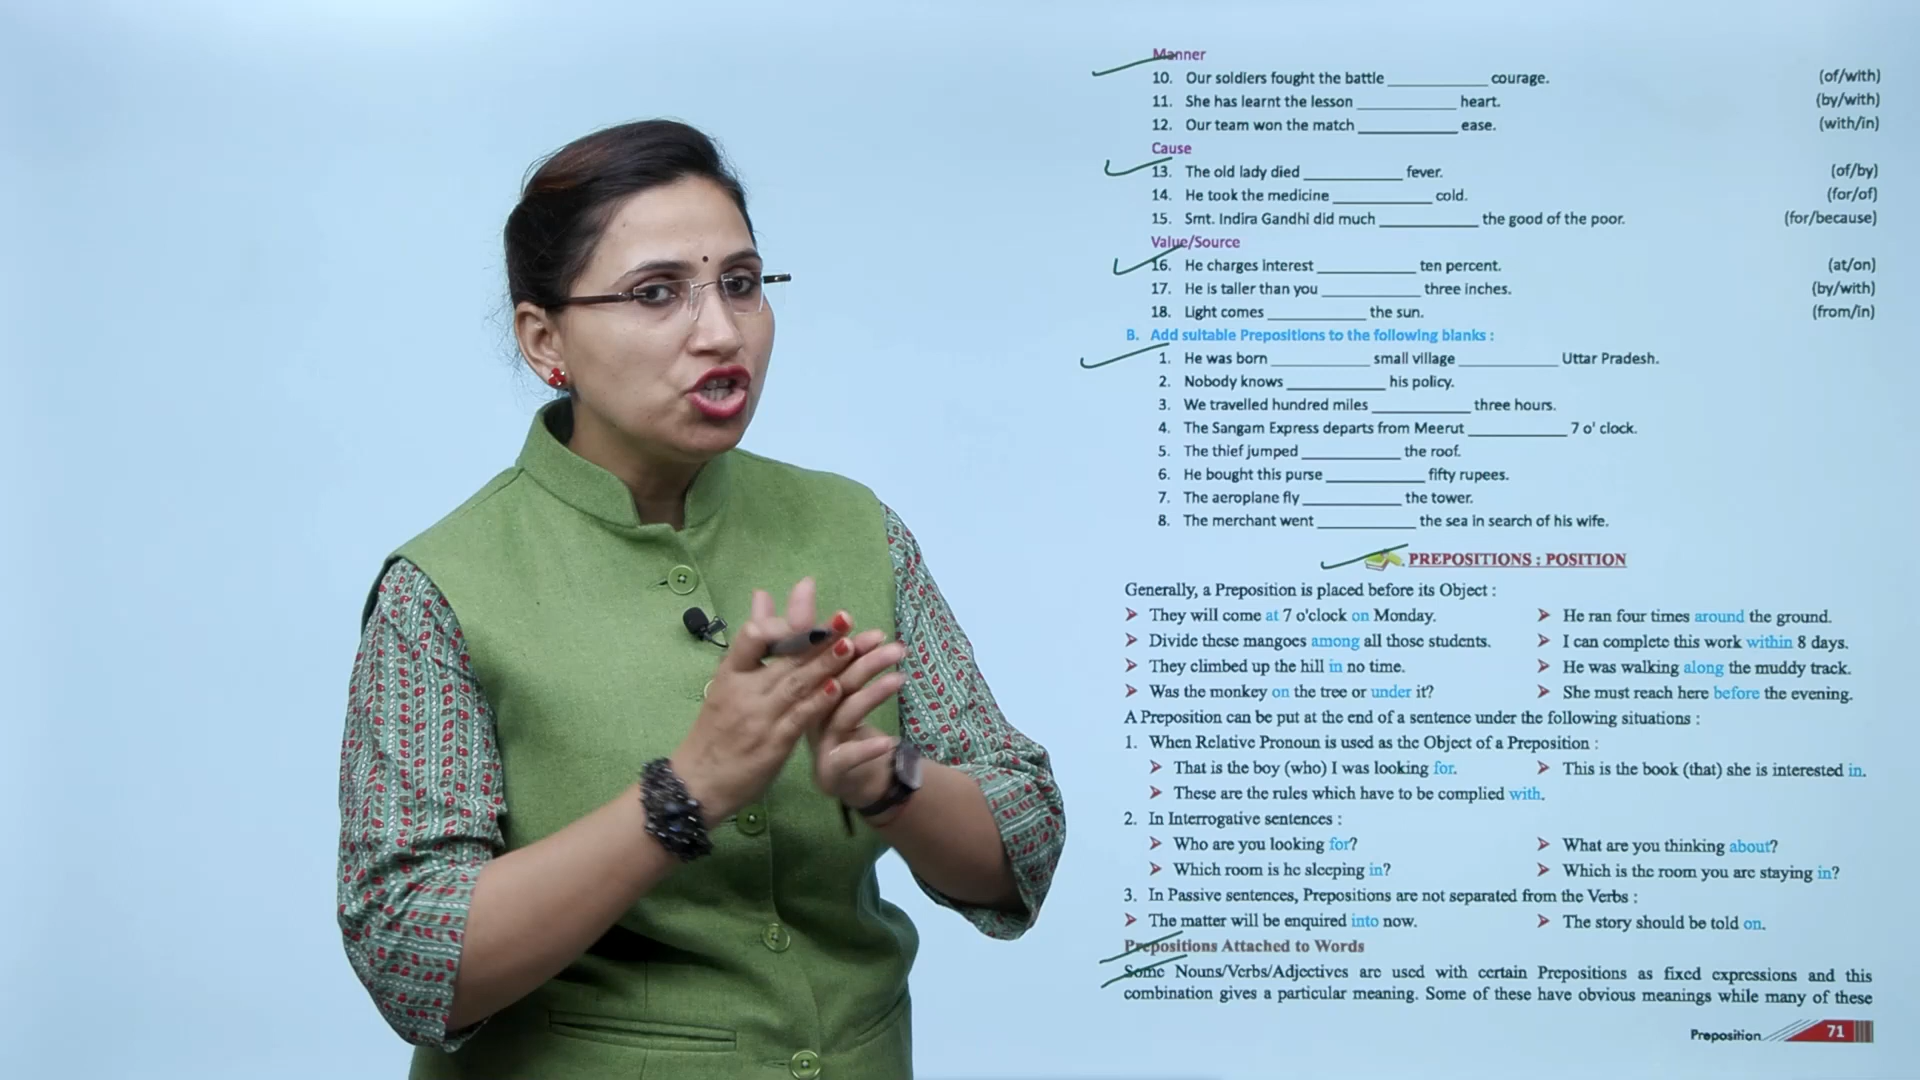 Manner
10. Our soldiers fought the battle ____________ courage. (of/with)
11. She has learnt the lesson ____________ heart. (by/with)
12. Our team won the match ____________ ease. (with/in)
Cause
13. The old lady died ____________ fever. (of/by)
14. He took the medicine ____________ cold. (for/of)
15. Smt. Indira Gandhi did much ____________ the good of the poor. (for/because)
Value/Source
16. He charges interest ____________ ten percent. (at/on)
17. He is taller than you ____________ three inches. (by/with)
18. Light comes ____________ the sun. (from/in)
B. Add suitable Prepositions to the following blanks :
1. He was born ____________ small village ____________ Uttar Pradesh.
2. Nobody knows ____________ his policy.
3. We travelled hundred miles ____________ three hours.
4. The Sangam Express departs from Meerut ____________ 7 o' clock.
5. The thief jumped ____________ the roof.
6. He bought this purse ____________ fifty rupees.
7. The aeroplane fly ____________ the tower.
8. The merchant went ____________ the sea in search of his wife.
PREPOSITIONS : POSITION
Generally, a Preposition is placed before its Object :
➢ They will come at 7 o'clock on Monday. ➢ He ran four times around the ground.
➢ Divide these mangoes among all those students. ➢ I can complete this work within 8 days.
➢ They climbed up the hill in no time. ➢ He was walking along the muddy track.
➢ Was the monkey on the tree or under it? ➢ She must reach here before the evening.
A Preposition can be put at the end of a sentence under the following situations :
1. When Relative Pronoun is used as the Object of a Preposition :
➢ That is the boy (who) I was looking for. ➢ This is the book (that) she is interested in.
➢ These are the rules which have to be complied with.
2. In Interrogative sentences :
➢ Who are you looking for? ➢ What are you thinking about?
➢ Which room is he sleeping in? ➢ Which is the room you are staying in?
3. In Passive sentences, Prepositions are not separated from the Verbs :
➢ The matter will be enquired into now. ➢ The story should be told on.
Prepositions Attached to Words
Some Nouns/Verbs/Adjectives are used with certain Prepositions as fixed expressions and this
combination gives a particular meaning. Some of these have obvious meanings while many of these
Preposition 71